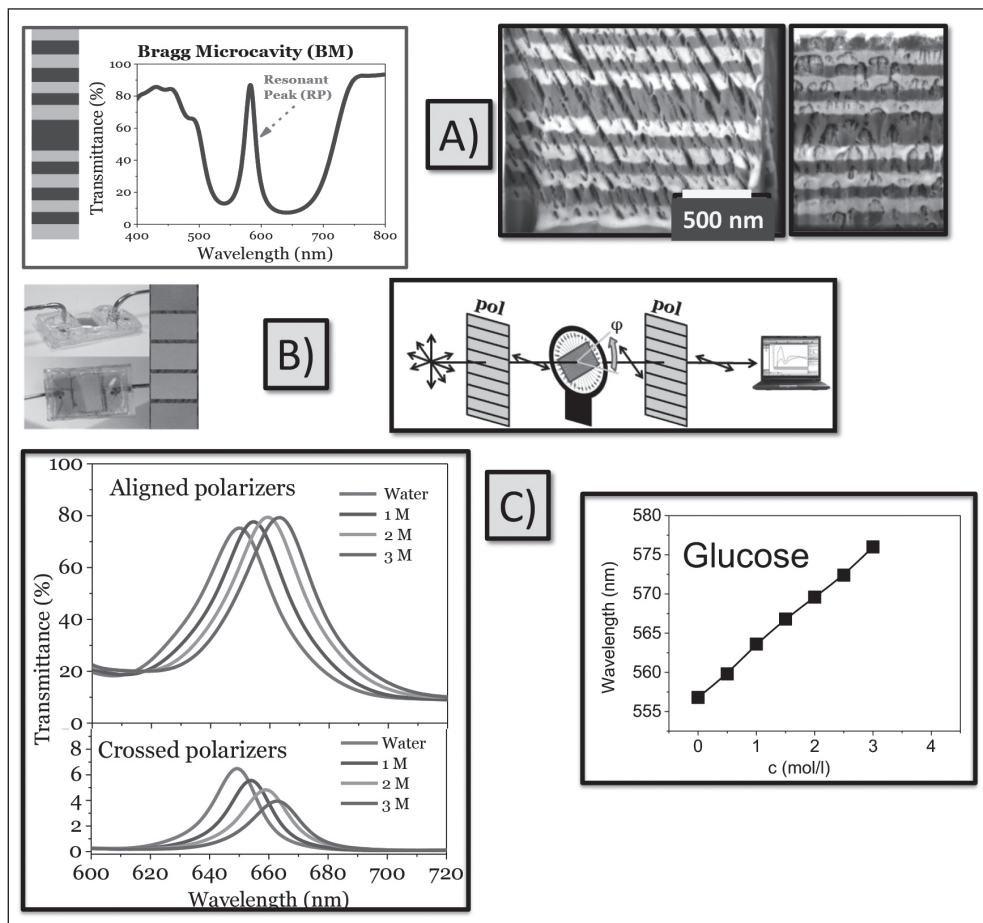 Bragg Microcavity (BM)
Transmittance (%)
100
80
60
40
20
0
Resonant
Peak (RP)
400
500
600
700
800
Wavelength (nm)
A)
500 nm
B)
pol
φ
pol
Transmittance (%)
100
80
60
40
20
0
Aligned polarizers
Water
1 M
2 M
3 M
Crossed polarizers
6
4
2
0
Water
1 M
2 M
3 M
600
620
640
660
680
700
720
Wavelength (nm)
C)
Glucose
Wavelength (nm)
580
575
570
565
560
555
0
1
2
3
4
c (mol/l)